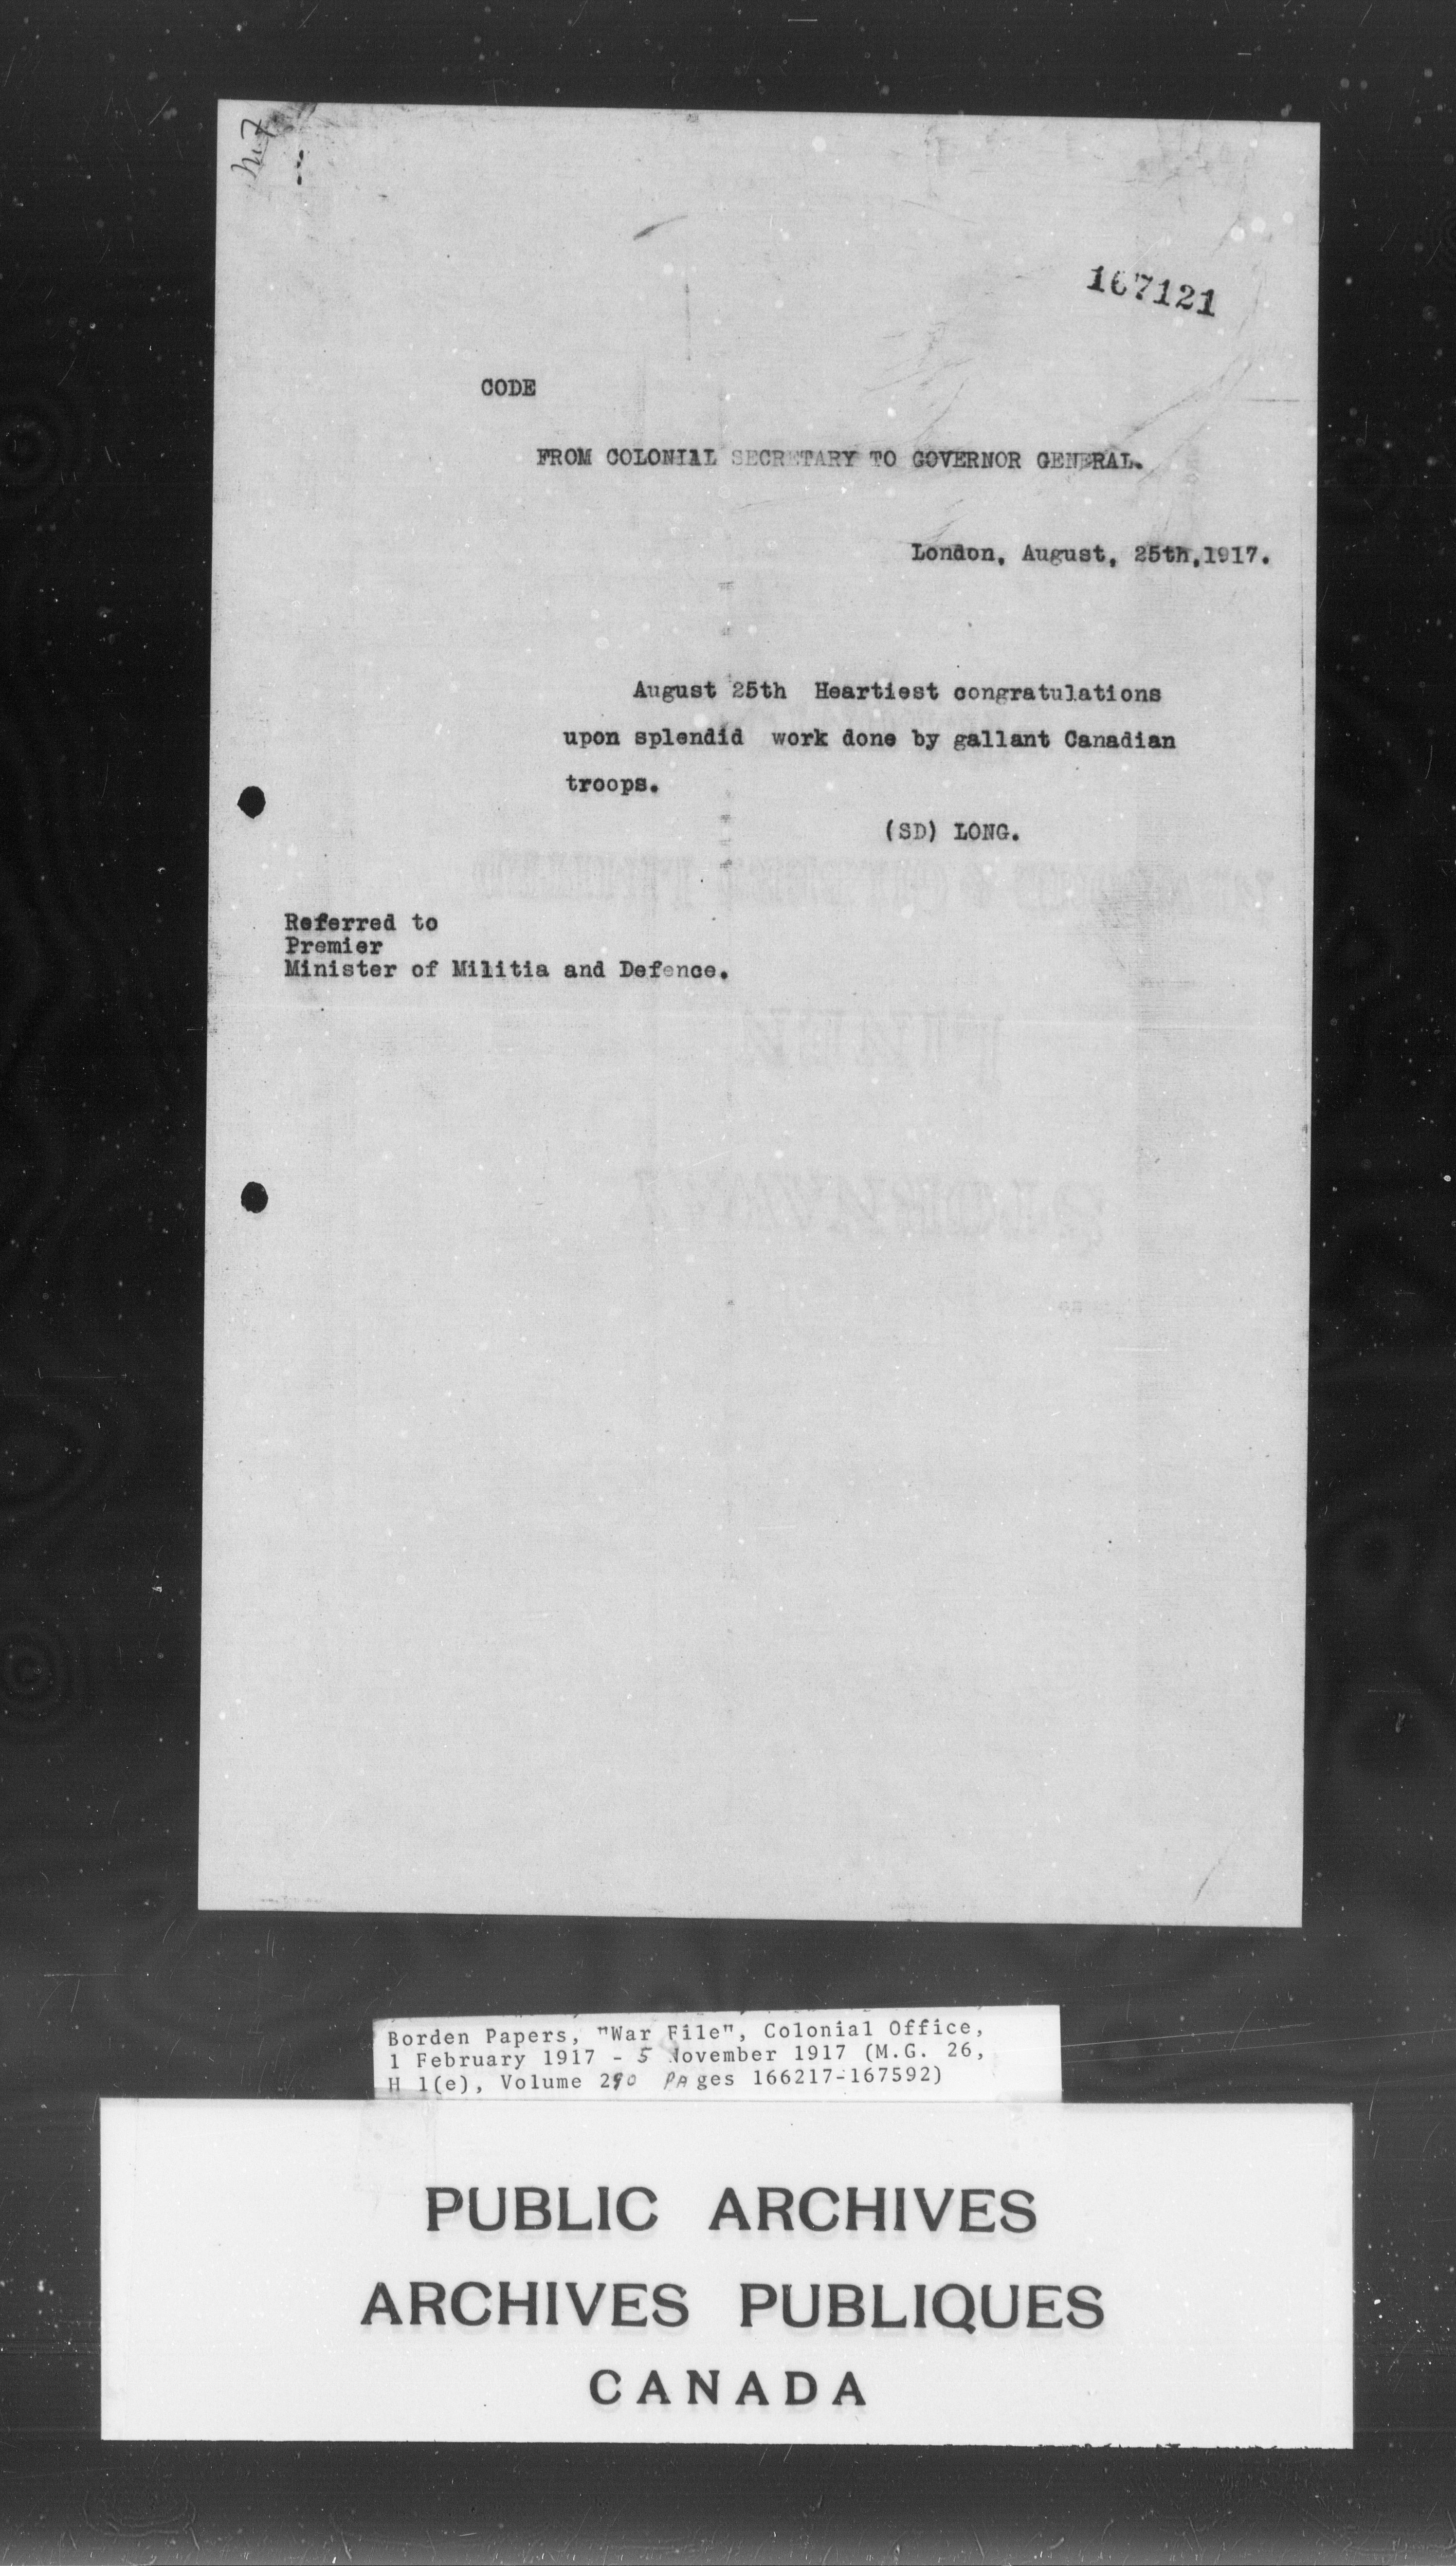 167121
CODE
FROM COLONIAL SECRETARY TO GOVERNOR GENERAL.
London, August, 25th,1917.
August 25th Heartiest congratulations
upon splendid work done by gallant Canadian
troops.
(SD) LONG.
Referred to
Premier
Minister of Militia and Defence.
Borden Papers, "War File", Colonial Office,
1 February 1917 - 5 November 1917 (M.G. 26,
H 1(e), Volume 290 PAges 166217-167592)
PUBLIC ARCHIVES
ARCHIVES PUBLIQUES
CANADA